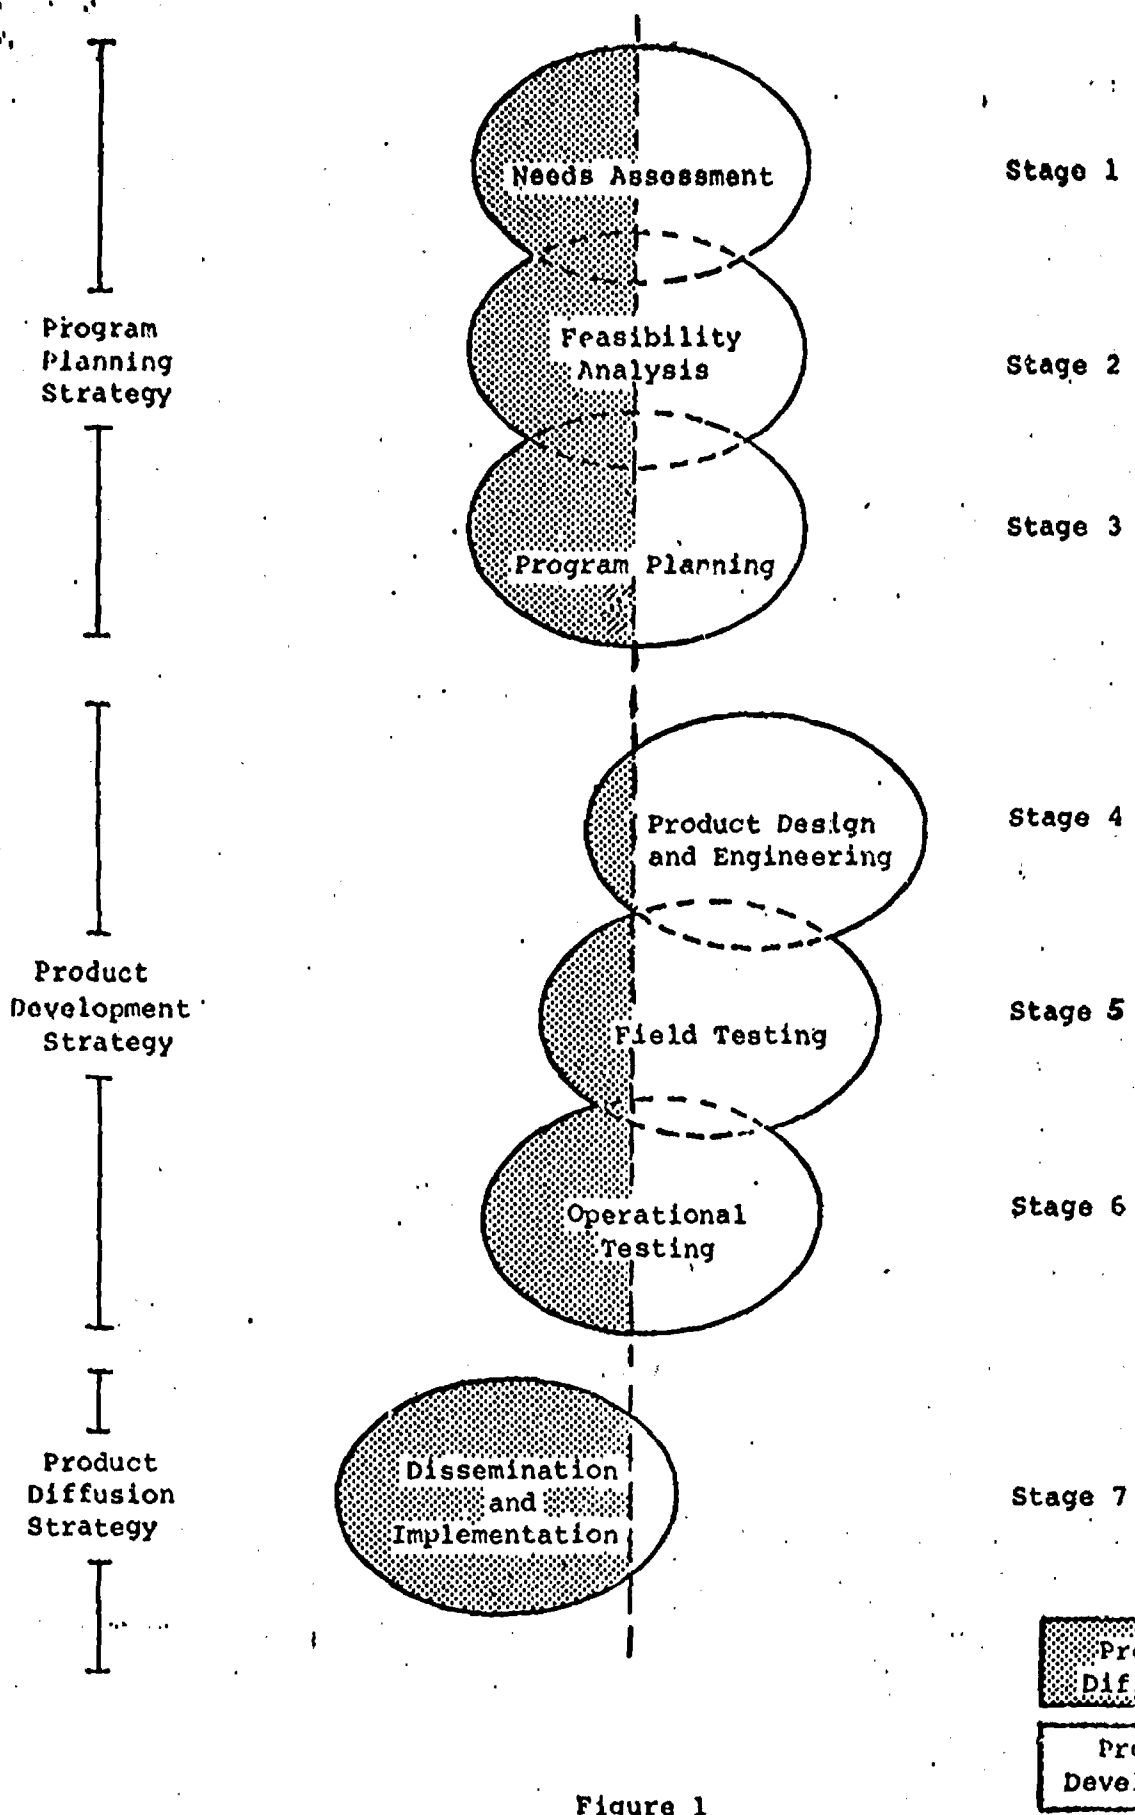 Needs Assessment
Stage 1
Program
Planning
Strategy
Feasibility
Analysis
Stage 2
Stage 3
Program Planning
Product Design
and Engineering
Stage 4
Product
Development
Strategy
Field Testing
Stage 5
Operational
Testing
Stage 6
Product
Diffusion
Strategy
Dissemination
and
Implementation
Stage 7
Figure 1